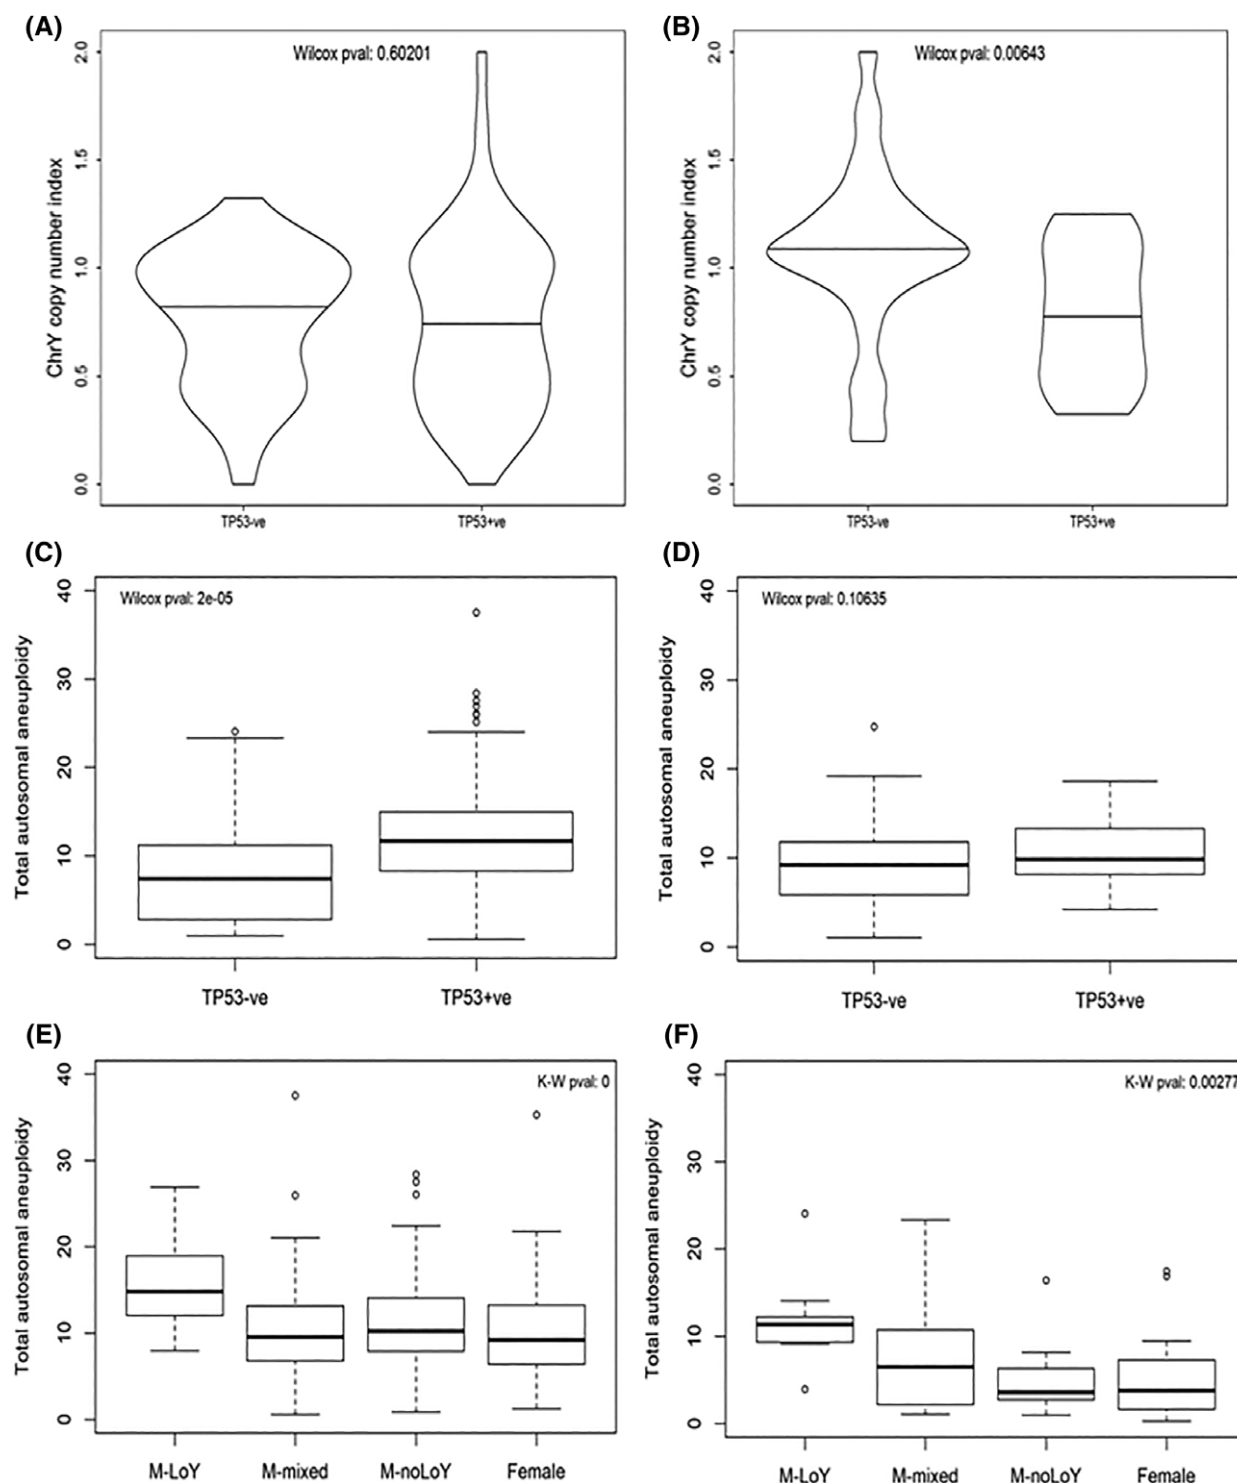 (A)
Wilcox pval: 0.60201
ChrY copy number index
2.0
1.5
1.0
0.5
0.0
TP53-ve
TP53+ve
(B)
Wilcox pval: 0.00643
ChrY copy number index
2.0
1.5
1.0
0.5
0.0
TP53-ve
TP53+ve
(C)
Wilcox pval: 2e-05
Total autosomal aneuploidy
40
30
20
10
0
TP53-ve
TP53+ve
(D)
Wilcox pval: 0.10635
Total autosomal aneuploidy
40
30
20
10
0
TP53-ve
TP53+ve
(E)
K-W pval: 0
Total autosomal aneuploidy
40
30
20
10
0
M-LoY
M-mixed
M-noLoY
Female
(F)
K-W pval: 0.00277
Total autosomal aneuploidy
40
30
20
10
0
M-LoY
M-mixed
M-noLoY
Female